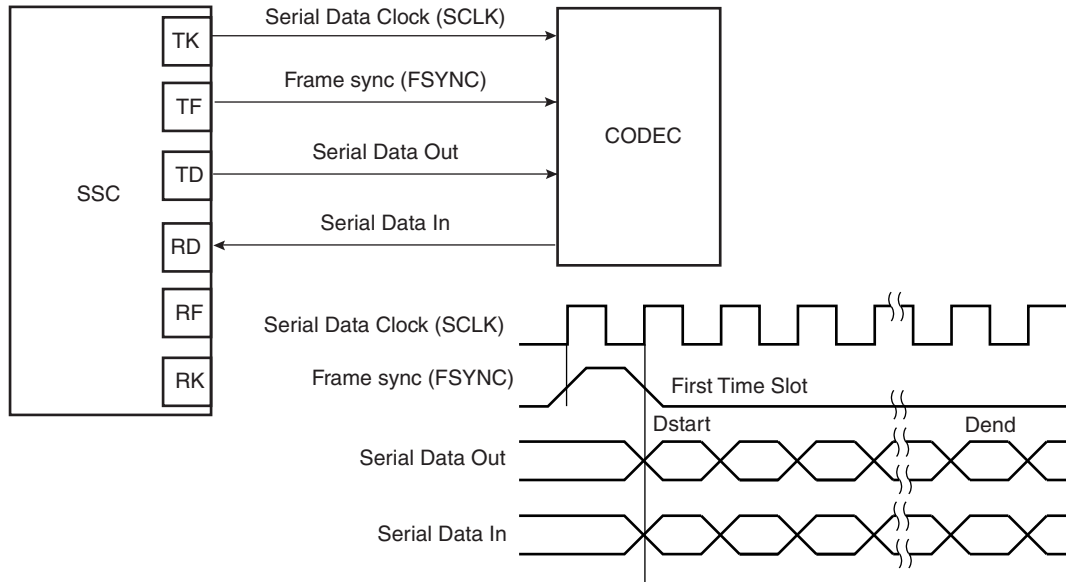 Serial Data Clock (SCLK)
TK
Frame sync (FSYNC)
TF
CODEC
Serial Data Out
TD
SSC
Serial Data In
RD
RF
Serial Data Clock (SCLK)
RK
Frame sync (FSYNC)
First Time Slot
Dstart
Dend
Serial Data Out
Serial Data In